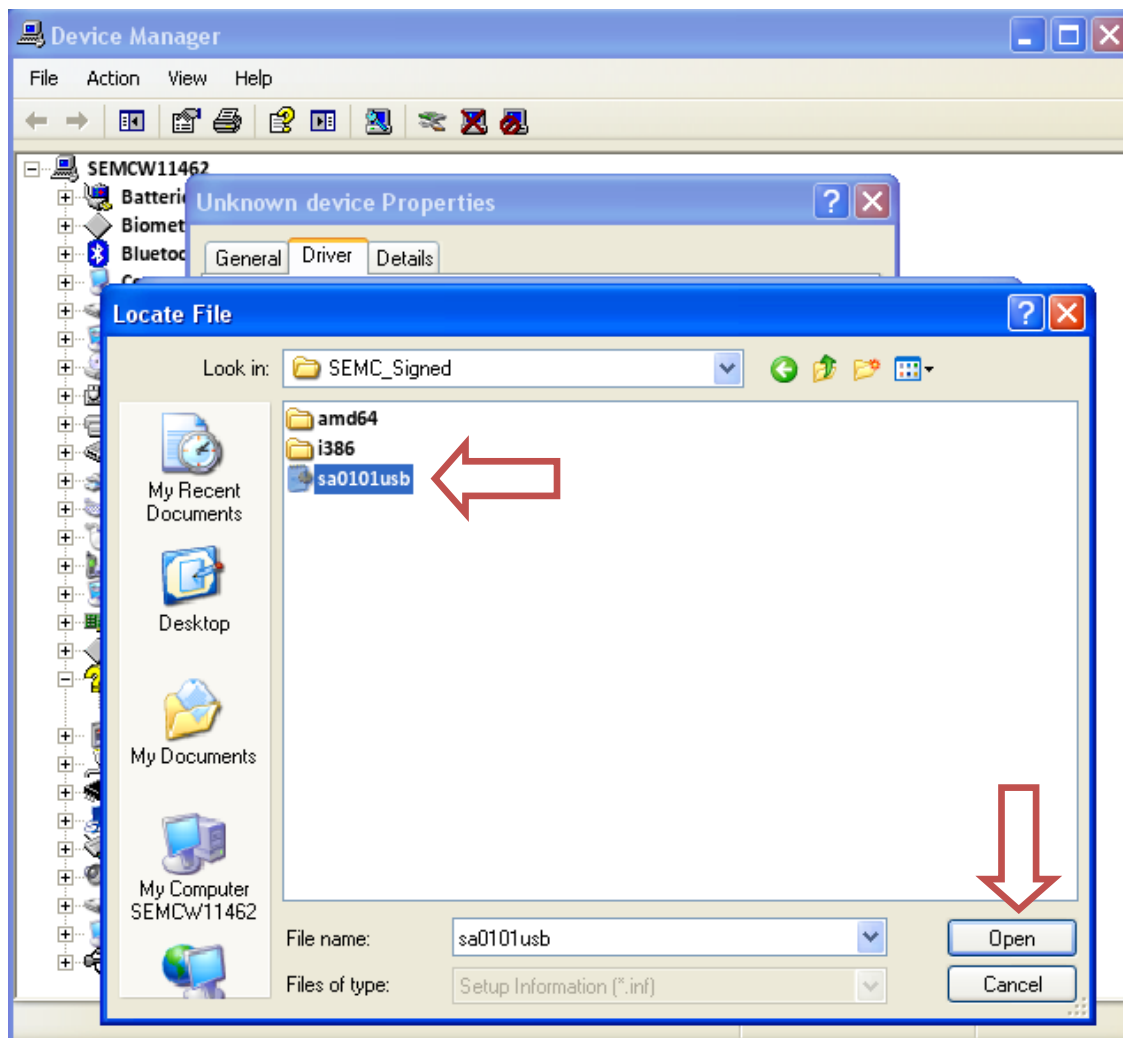 Device Manager
File Action View Help
SEMCW11462
Batterie
Biomet
Bluetoo
Unknown device Properties
General Driver Details
Locate File
Look in: SEMC_Signed
amd64
i386
sa0101usb
My Recent
Documents
Desktop
My Documents
My Computer
SEMCW11462
File name: sa0101usb Open
Files of type: Setup Information (*.inf) Cancel